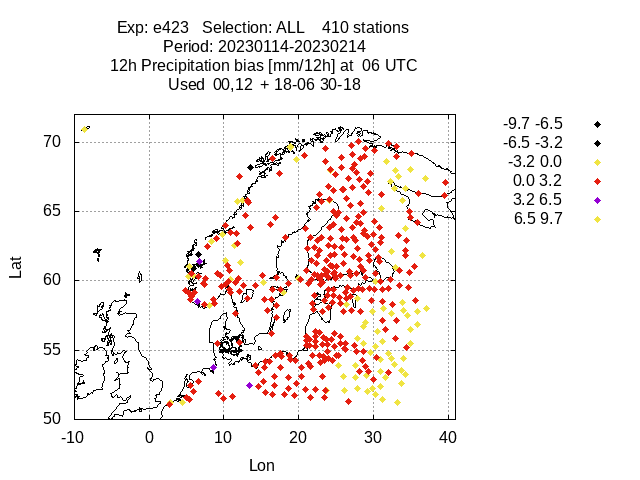 Exp: e423 Selection: ALL 410 stations
Period: 20230114-20230214
12h Precipitation bias [mm/12h] at 06 UTC
Used 00,12 + 18-06 30-18
-9.7 -6.5
-6.5 -3.2
-3.2 0.0
0.0 3.2
3.2 6.5
6.5 9.7
70
65
60
55
50
Lat
-10 0 10 20 30 40
Lon